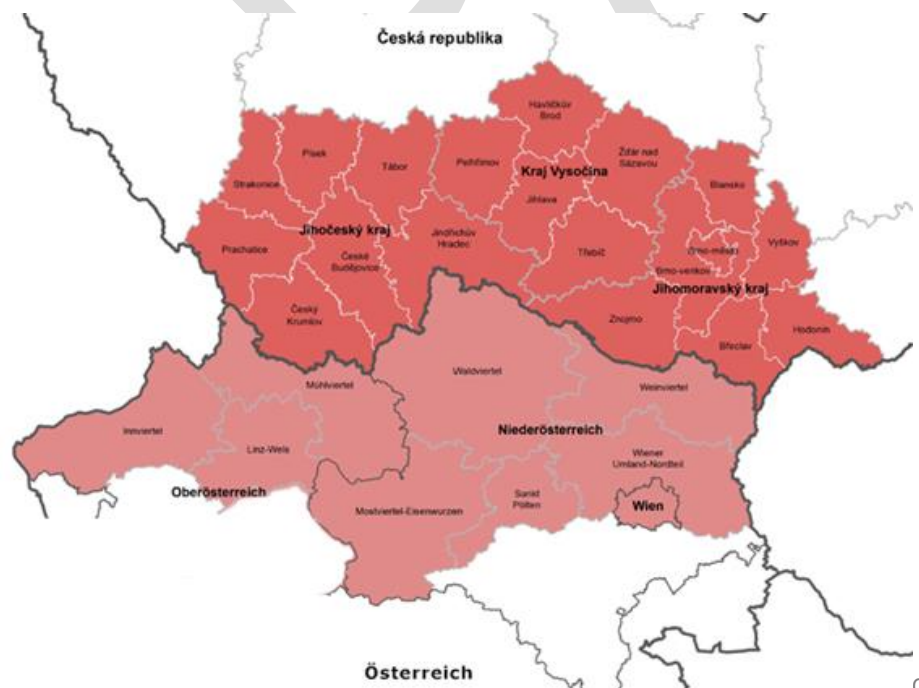 Česká republika
Havlíčkův
Brod
Písek
Tábor
Pelhřimov
Žďár nad
Sázavou
Kraj Vysočina
Strakonice
Blansko
Jihlava
Jihočeský kraj
Jindřichův
Hradec
Prachatice
České
Budějovice
Třebíč
Brno-město
Vyškov
Brno-venkov
Jihomoravský kraj
Český
Krumlov
Znojmo
Hodonín
Břeclav
Mühlviertel
Waldviertel
Weinviertel
Innviertel
Niederösterreich
Linz-Wels
Wiener
Umland-Nordteil
Oberösterreich
Mostviertel-Eisenwurzen
Sankt
Pölten
Wien
Österreich